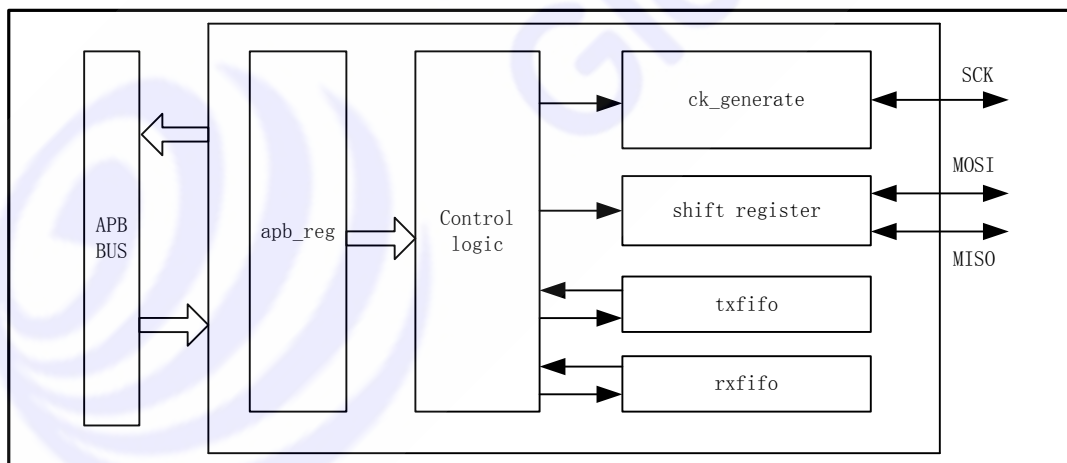 APB
BUS
apb_reg
Control
logic
ck_generate
shift register
txfifo
rxfifo
SCK
MOSI
MISO